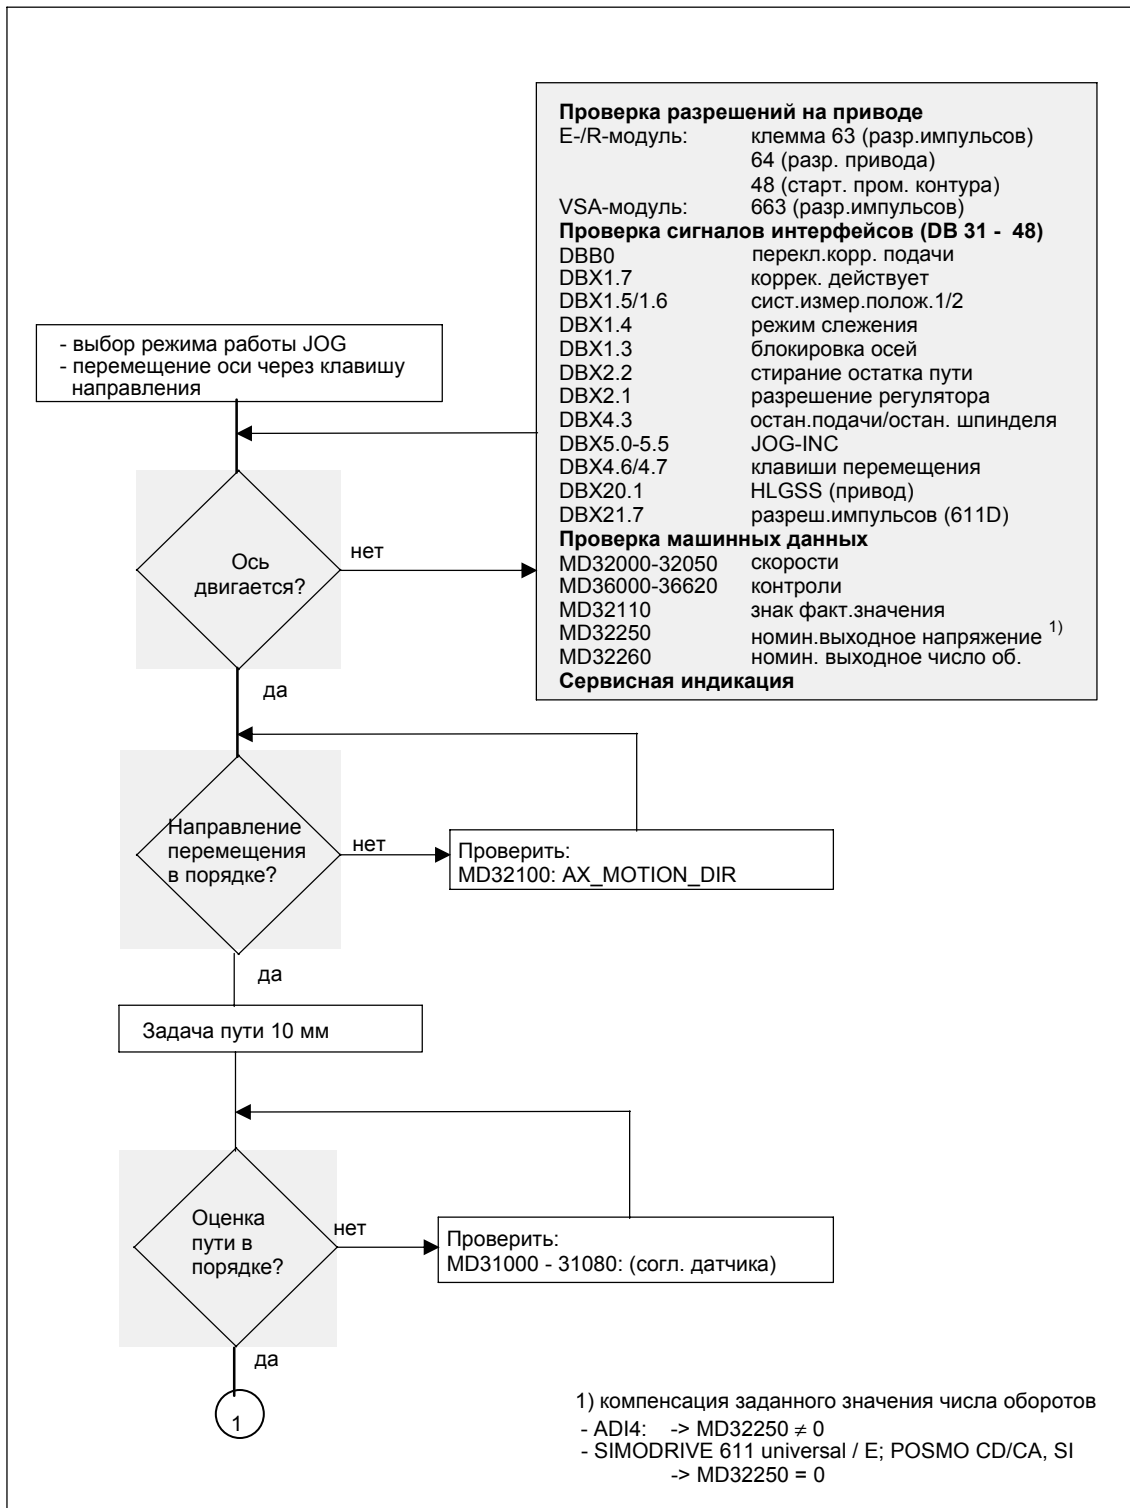 Проверка разрешений на приводе
E-/R-модуль: клемма 63 (разр.импульсов)
64 (разр. привода)
48 (старт. пром. контура)
VSA-модуль: 663 (разр.импульсов)
Проверка сигналов интерфейсов (DB 31 - 48)
DBB0 перекл.корр. подачи
DBX1.7 коррек. действует
DBX1.5/1.6 сист.измер.полож.1/2
DBX1.4 режим слежения
DBX1.3 блокировка осей
DBX2.2 стирание остатка пути
DBX2.1 разрешение регулятора
DBX4.3 остан.подачи/остан. шпинделя
DBX5.0-5.5 JOG-INC
DBX4.6/4.7 клавиши перемещения
DBX20.1 HLGSS (привод)
DBX21.7 разреш.импульсов (611D)
Проверка машинных данных
MD32000-32050 скорости
MD36000-36620 контроли
MD32110 знак факт.значения
MD32250 номин.выходное напряжение 1)
MD32260 номин. выходное число об.
Сервисная индикация
- выбор режима работы JOG
- перемещение оси через клавишу
направления
Ось
двигается?
нет
да
Направление
перемещения
в порядке?
нет
Проверить:
MD32100: AX_MOTION_DIR
да
Задача пути 10 мм
Оценка
пути в
порядке?
нет
Проверить:
MD31000 - 31080: (согл. датчика)
да
1
1) компенсация заданного значения числа оборотов
- ADI4: -> MD32250 ≠ 0
- SIMODRIVE 611 universal / E; POSMO CD/CA, SI
-> MD32250 = 0